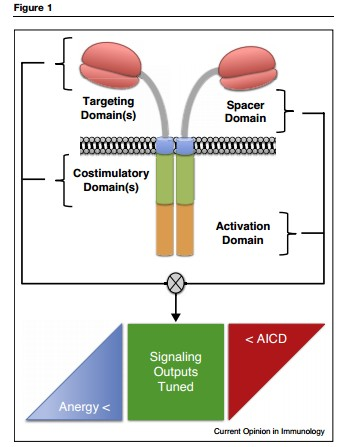 Figure 1
Targeting
Domain(s)
Spacer
Domain
Costimulatory
Domain(s)
Activation
Domain
Signaling
Outputs
Tuned
< AICD
Anergy <
Current Opinion in Immunology